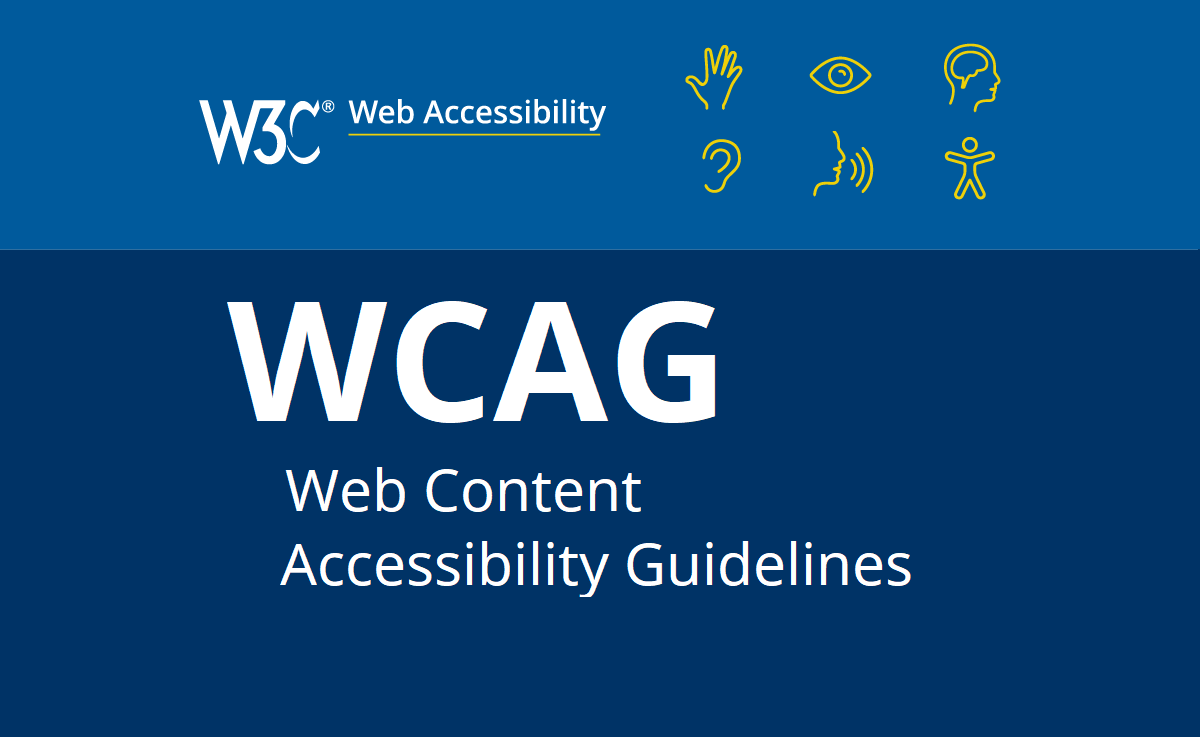 W3C® Web Accessibility
WCAG
Web Content
Accessibility Guidelines